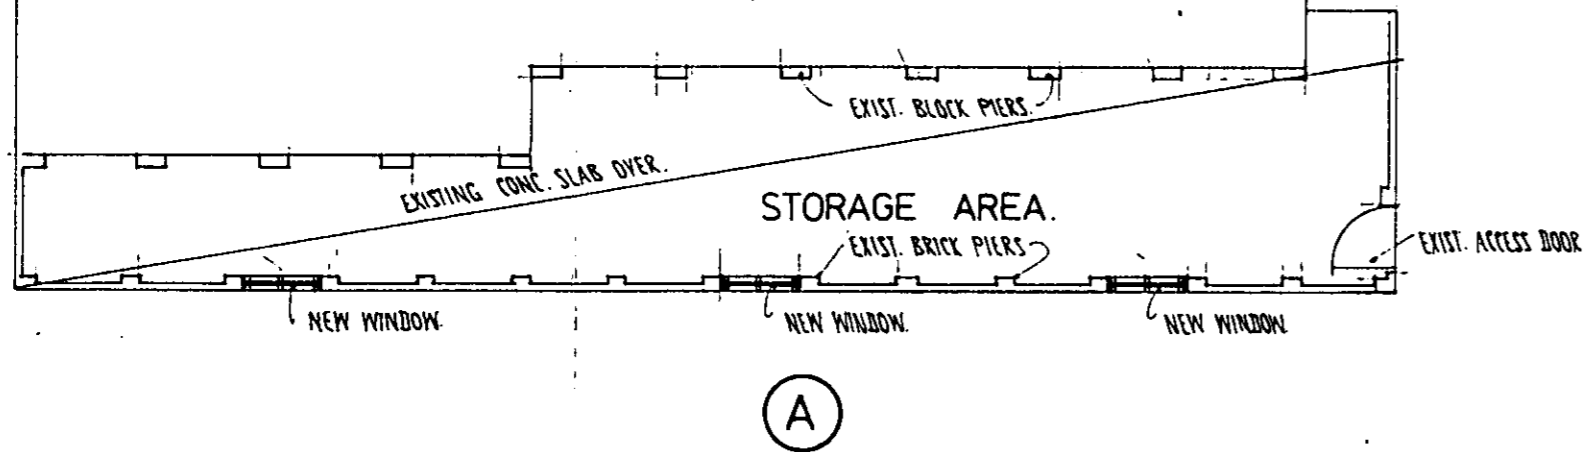 EXIST. BLOCK PIERS.
EXISTING CONC. SLAB OVER.
STORAGE AREA.
EXIST. BRICK PIERS
EXIST. ACCESS DOOR
NEW WINDOW.
NEW WINDOW.
NEW WINDOW
A